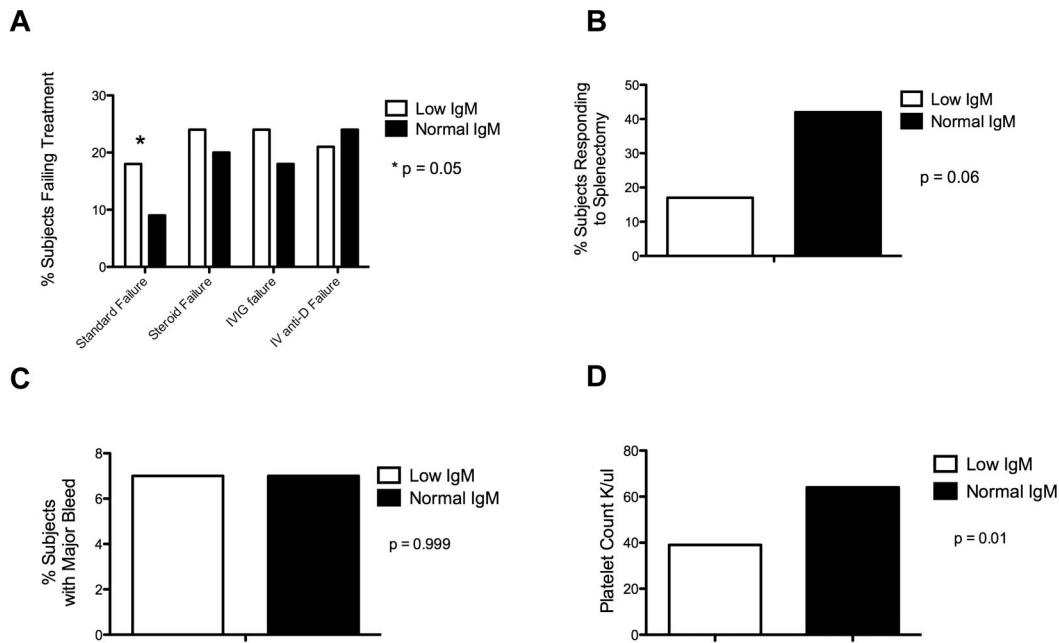 A
% Subjects Failing Treatment
30
20
10
0
*
Standard Failure
Steroid Failure
IVIG failure
IV anti-D Failure
Low IgM
Normal IgM
* p = 0.05
B
% Subjects Responding
to Splenectomy
50
40
30
20
10
0
Low IgM
Normal IgM
p = 0.06
C
% Subjects
with Major Bleed
8
6
4
2
0
Low IgM
Normal IgM
p = 0.999
D
Platelet Count K/ul
80
60
40
20
0
Low IgM
Normal IgM
p = 0.01